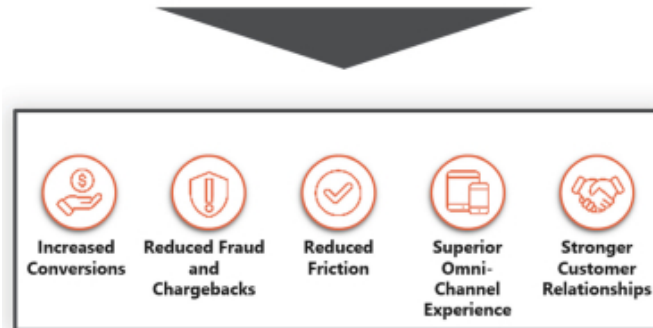 Increased
Conversions
Reduced Fraud
and
Chargebacks
Reduced
Friction
Superior
Omni-
Channel
Experience
Stronger
Customer
Relationships